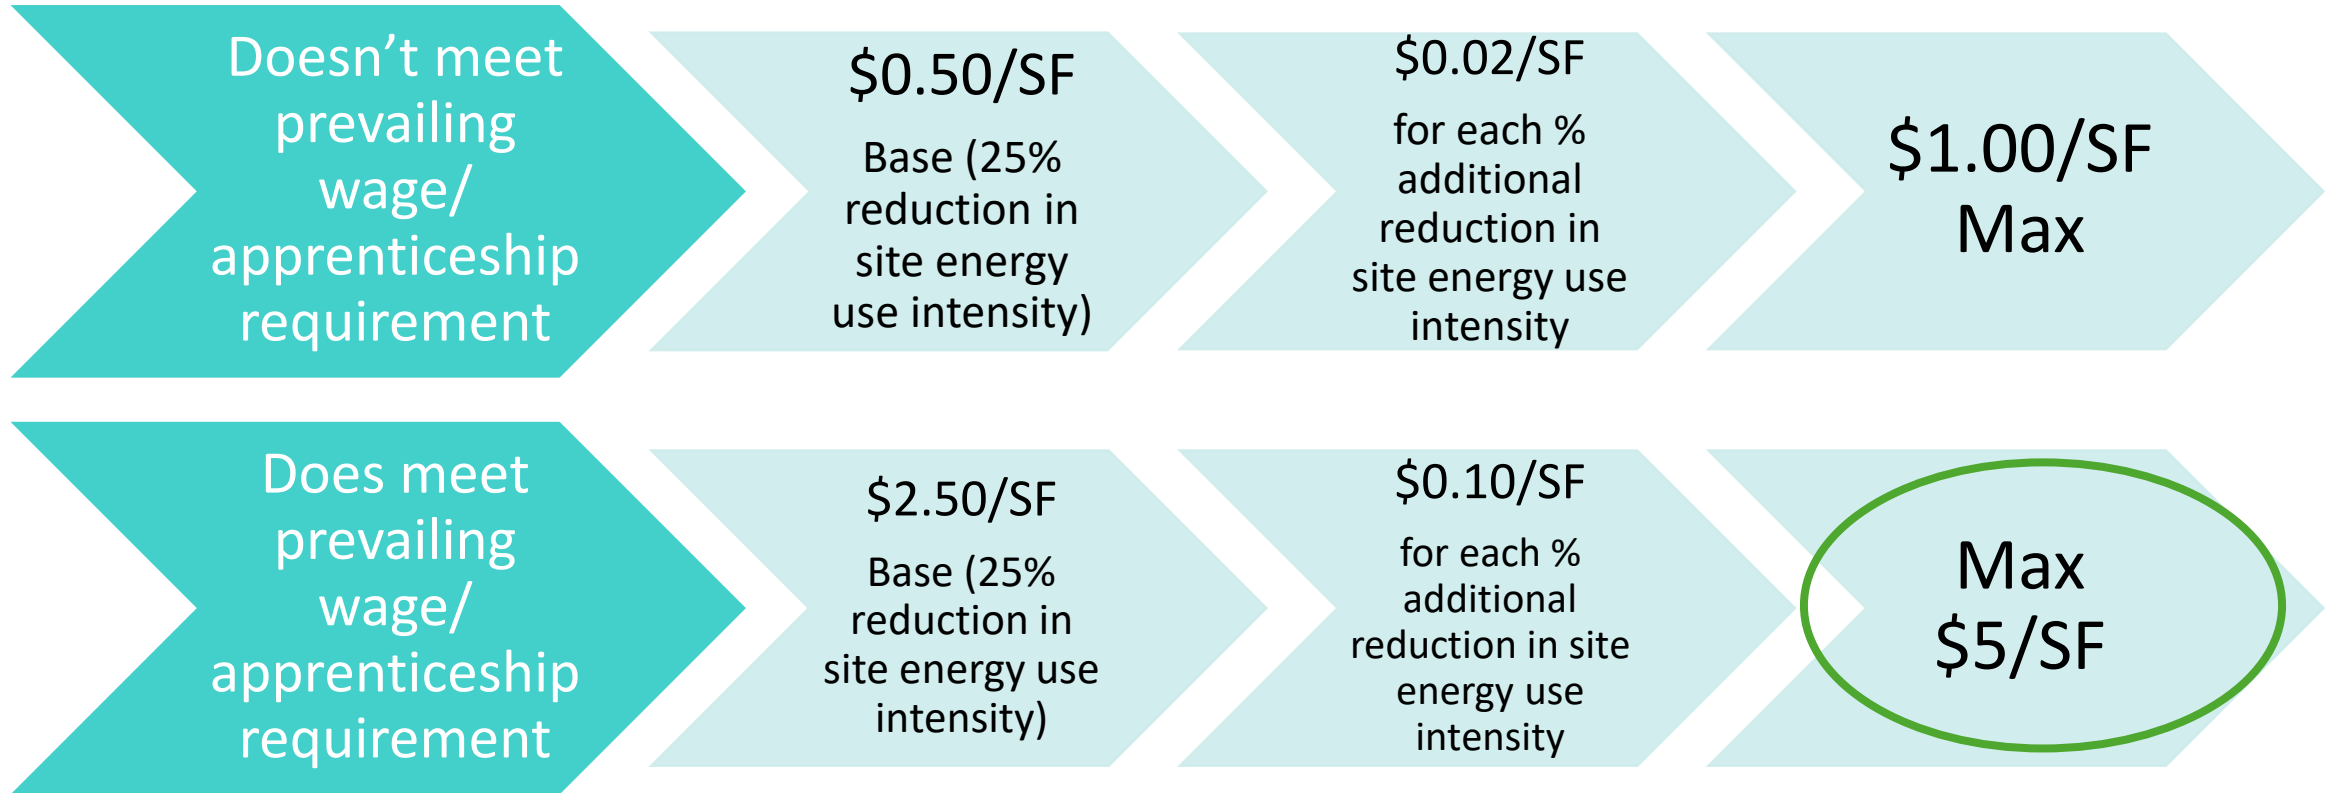 Doesn’t meet
prevailing
wage/
apprenticeship
requirement
$0.50/SF
Base (25%
reduction in
site energy
use intensity)
$0.02/SF
for each %
additional
reduction in
site energy use
intensity
$1.00/SF
Max
Does meet
prevailing
wage/
apprenticeship
requirement
$2.50/SF
Base (25%
reduction in
site energy use
intensity)
$0.10/SF
for each %
additional
reduction in site
energy use
intensity
Max
$5/SF